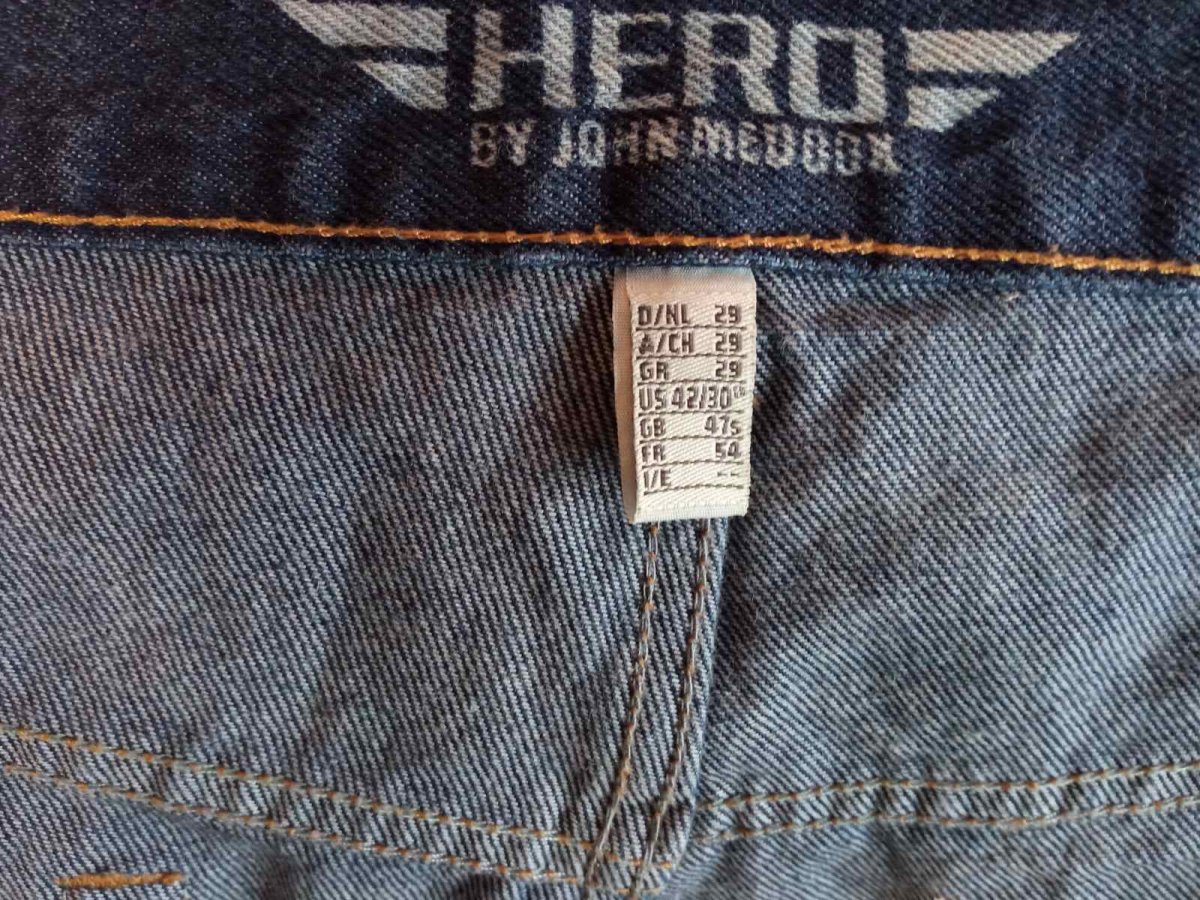 HERO
BY JOHN MEDOOX
D/NL 29
A/CH 29
GR 29
US 42/30
GB 47s
FR 54
I/E --